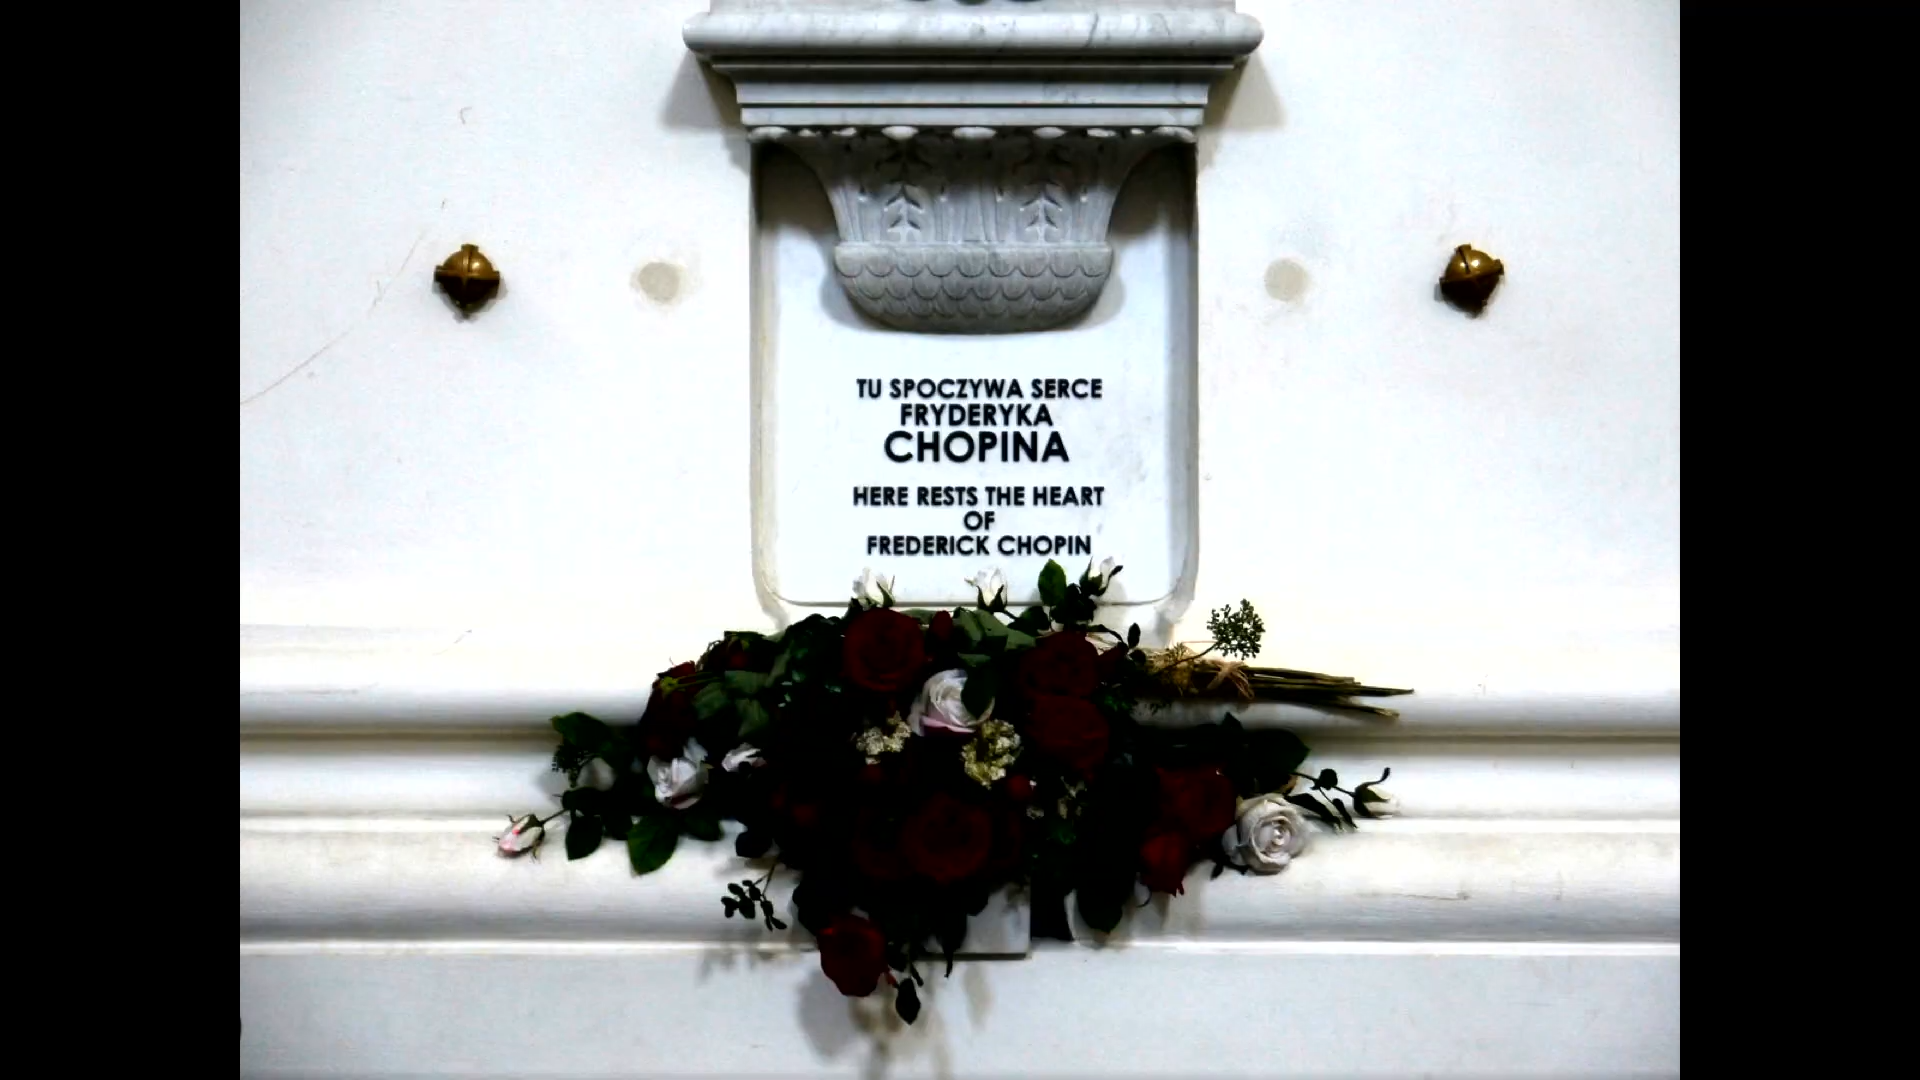 TU SPOCZYWA SERCE
FRYDERYKA
CHOPINA
HERE RESTS THE HEART
OF
FREDERICK CHOPIN